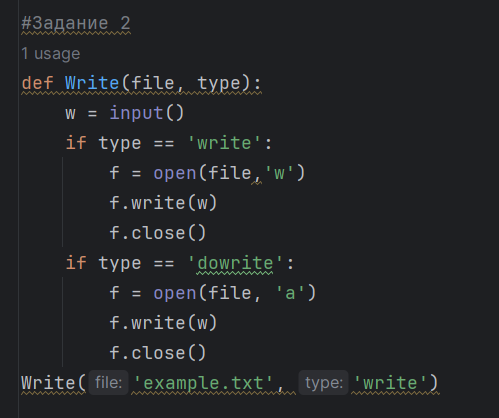 #Задание 2
1 usage
def Write(file, type):
    w = input()
    if type == 'write':
        f = open(file,'w')
        f.write(w)
        f.close()
    if type == 'dowrite':
        f = open(file, 'a')
        f.write(w)
        f.close()
Write( file: 'example.txt', type: 'write')